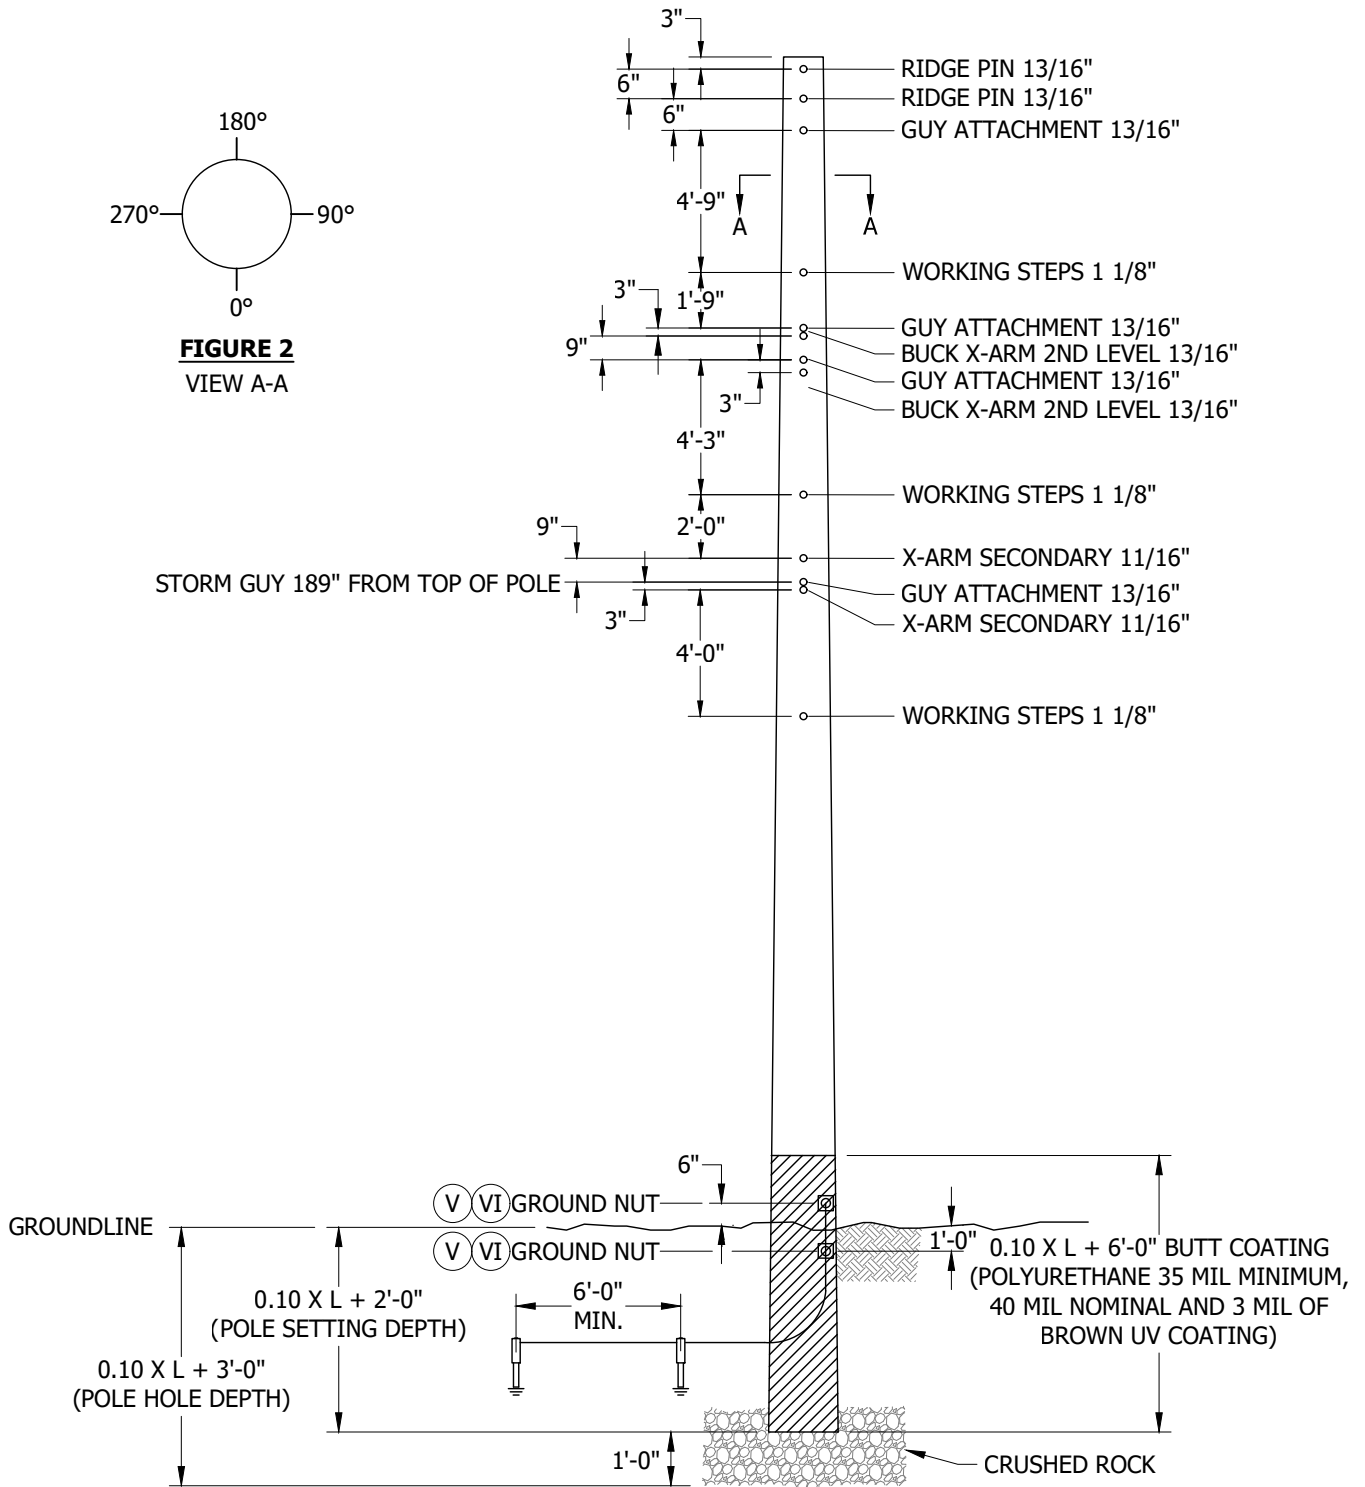 3"
RIDGE PIN 13/16"
6"
RIDGE PIN 13/16"
6"
GUY ATTACHMENT 13/16"
180°
270°
90°
0°
FIGURE 2
VIEW A-A
4'-9"
A
A
WORKING STEPS 1 1/8"
3"
1'-9"
GUY ATTACHMENT 13/16"
9"
BUCK X-ARM 2ND LEVEL 13/16"
GUY ATTACHMENT 13/16"
3"
BUCK X-ARM 2ND LEVEL 13/16"
4'-3"
WORKING STEPS 1 1/8"
9"
2'-0"
X-ARM SECONDARY 11/16"
STORM GUY 189" FROM TOP OF POLE
GUY ATTACHMENT 13/16"
3"
X-ARM SECONDARY 11/16"
4'-0"
WORKING STEPS 1 1/8"
6"
V VI GROUND NUT
GROUNDLINE
V VI GROUND NUT
1'-0"
0.10 X L + 6'-0" BUTT COATING
(POLYURETHANE 35 MIL MINIMUM,
40 MIL NOMINAL AND 3 MIL OF
BROWN UV COATING)
6'-0"
MIN.
0.10 X L + 2'-0"
(POLE SETTING DEPTH)
0.10 X L + 3'-0"
(POLE HOLE DEPTH)
1'-0"
CRUSHED ROCK